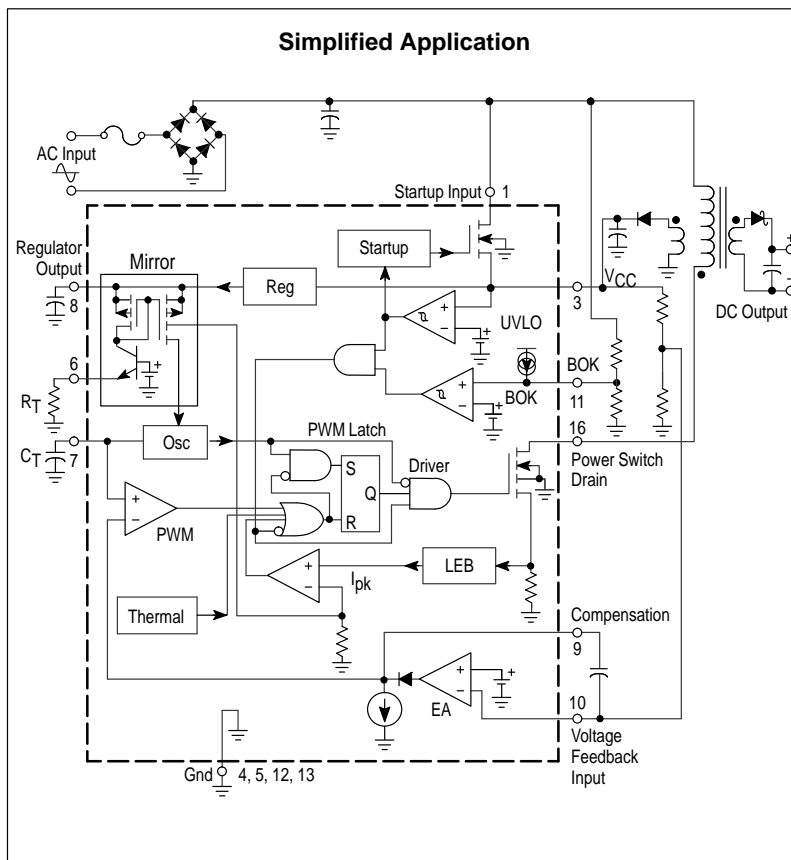 Simplified Application
AC Input
Startup Input
1
Regulator
Output
8
Mirror
Startup
Reg
VCC
3
DC Output
+
−
UVLO
6
RT
BOK
BOK
11
CT
7
Osc
PWM Latch
16
Power Switch
Drain
S
Q
R
Driver
+
−
PWM
Ipk
LEB
Thermal
Compensation
9
EA
10
Voltage
Feedback
Input
Gnd
4, 5, 12, 13